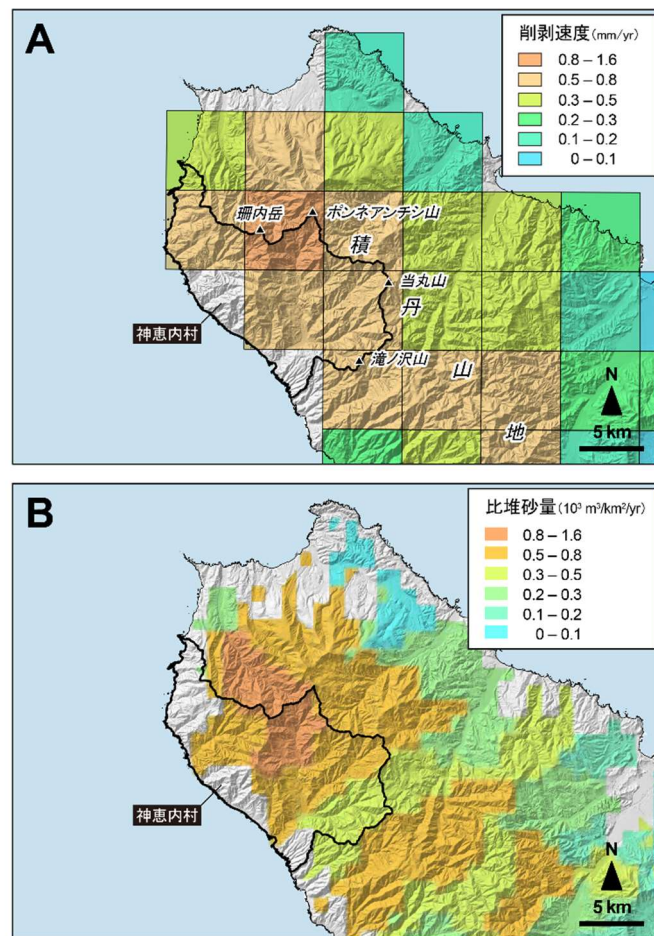 A
削剥速度(mm/yr)
0.8 – 1.6
0.5 – 0.8
0.3 – 0.5
0.2 – 0.3
0.1 – 0.2
0 – 0.1
珊内岳
ポンネアンチシ山
積
当丸山
丹
神恵内村
滝ノ沢山
山
N
地
5 km
B
比堆砂量(10³ m³/km²/yr)
0.8 – 1.6
0.5 – 0.8
0.3 – 0.5
0.2 – 0.3
0.1 – 0.2
0 – 0.1
神恵内村
N
5 km